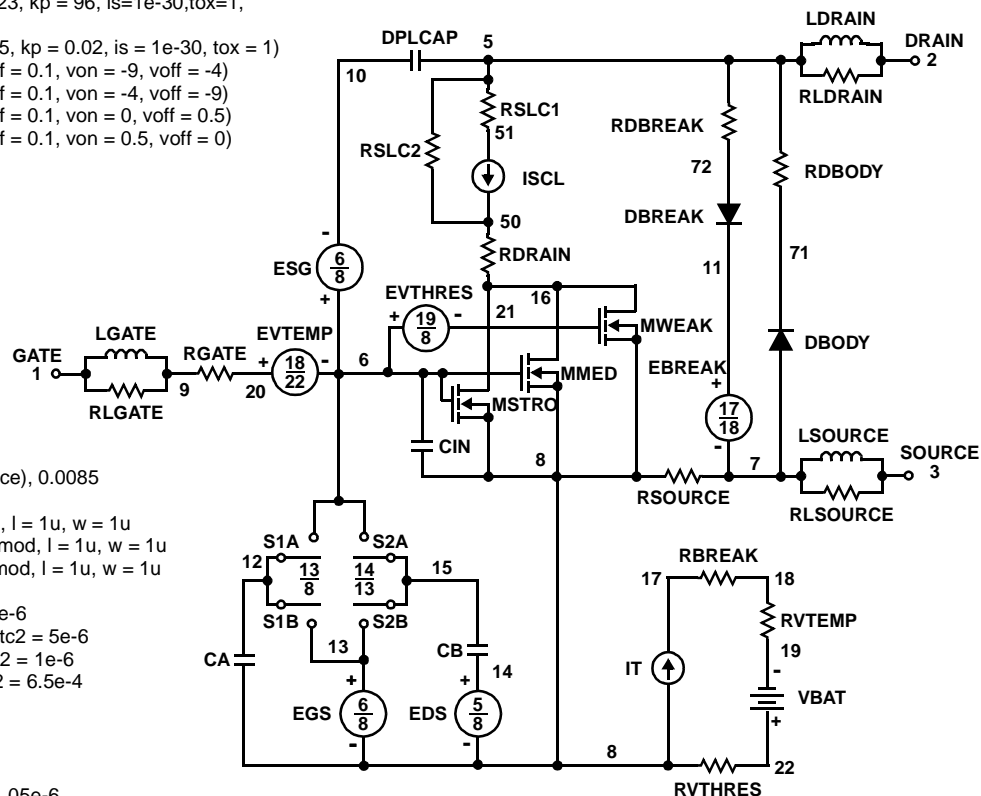 23, kp = 96, is=1e-30,tox=1,
5, kp = 0.02, is = 1e-30, tox = 1)
ff = 0.1, von = -9, voff = -4)
ff = 0.1, von = -4, voff = -9)
ff = 0.1, von = 0, voff = 0.5)
ff = 0.1, von = 0.5, voff = 0)
LDRAIN
DPLCAP 5 DRAIN
10 2
RLDRAIN
RSLC1
51
RDBREAK
RSLC2
72
RDBODY
ISCL
DBREAK
50
RDRAIN
71
ESG
-
6
8
+
11
EVTHRES
+ 19 -
8
16
21
MWEAK
LGATE
EVTEMP
GATE
1
RGATE
+ 18 -
22
6
DBODY
EBREAK
MMED
9 20
RLGATE
MSTRO
+
17
18
-
LSOURCE
CIN
8
7
SOURCE
3
RSOURCE
RLSOURCE
ce), 0.0085
, l = 1u, w = 1u
mod, l = 1u, w = 1u
mod, l = 1u, w = 1u
e-6
tc2 = 5e-6
2 = 1e-6
2 = 6.5e-4
S1A S2A
12
13
8
14
13
15
S1B S2B
13
CA
CB
14
+ +
EGS
6
8
EDS
5
8
- -
RBREAK
17 18
RVTEMP
19
IT
-
VBAT
+
8
22
RVTHRES
05e-6